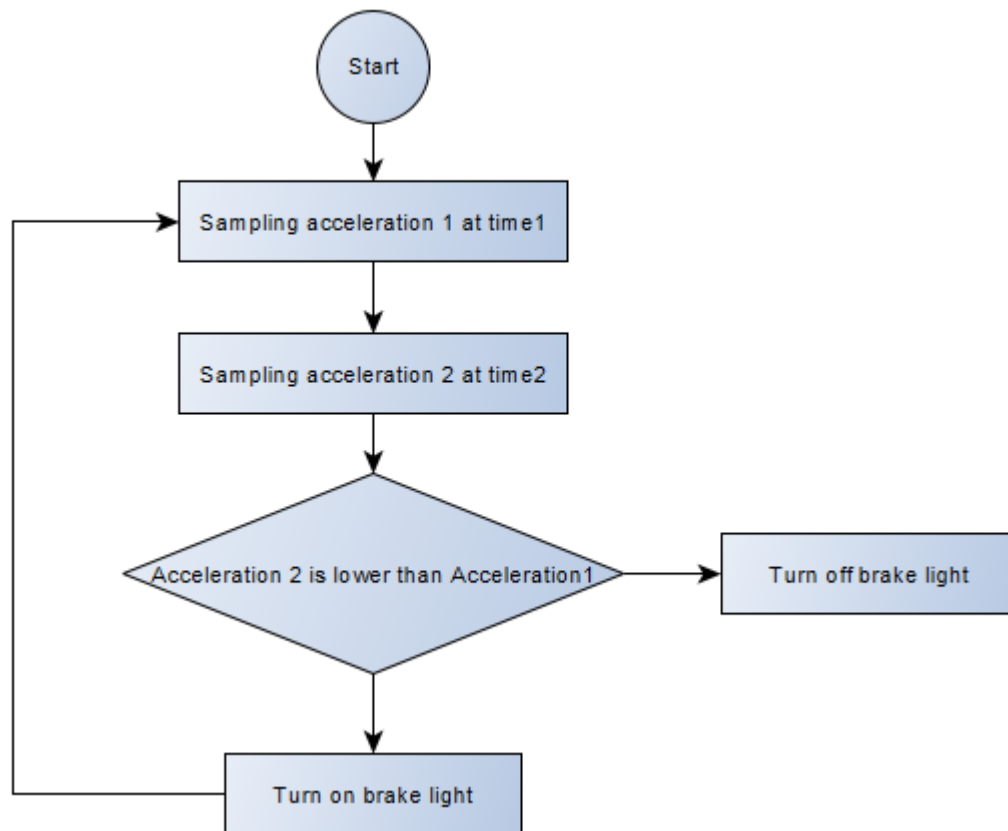 Start
Sampling acceleration 1 at time1
Sampling acceleration 2 at time2
Acceleration 2 is lower than Acceleration1
Turn off brake light
Turn on brake light